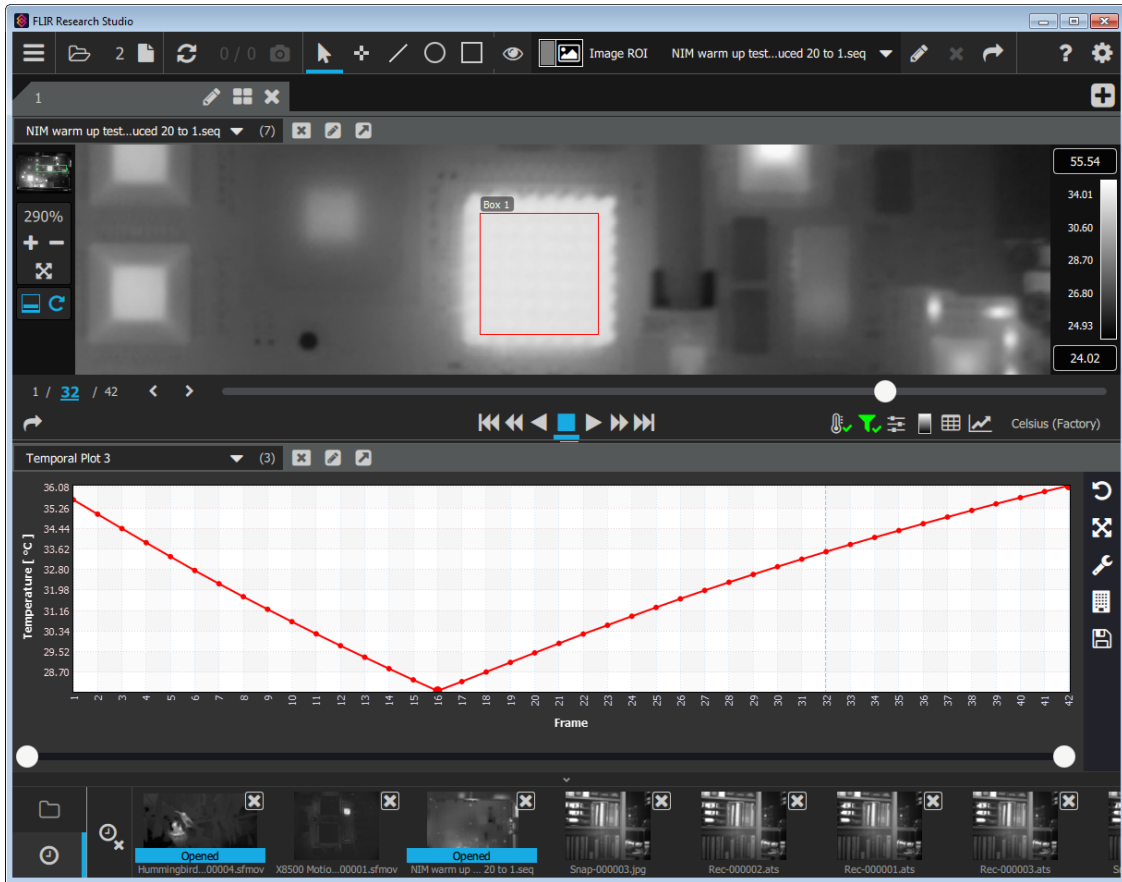 FLIR Research Studio
2 0 / 0 Image ROI NIM warm up test...uced 20 to 1.seq ?
1
NIM warm up test...uced 20 to 1.seq (7)
290%
Box 1
55.54
34.01
30.60
28.70
26.80
24.93
24.02
1 / 32 / 42
Celsius (Factory)
Temporal Plot 3 (3)
Temperature [ °C ]
36.08
35.26
34.44
33.62
32.80
31.98
31.16
30.34
29.52
28.70
1 2 3 4 5 6 7 8 9 10 11 12 13 14 15 16 17 18 19 20 21 22 23 24 25 26 27 28 29 30 31 32 33 34 35 36 37 38 39 40 41 42
Frame
Opened Opened
Hummingbird...00004.sfmov X8500 Motio...00001.sfmov NIM warm up ... 20 to 1.seq Snap-000003.jpg Rec-000002.ats Rec-000001.ats Rec-000003.ats